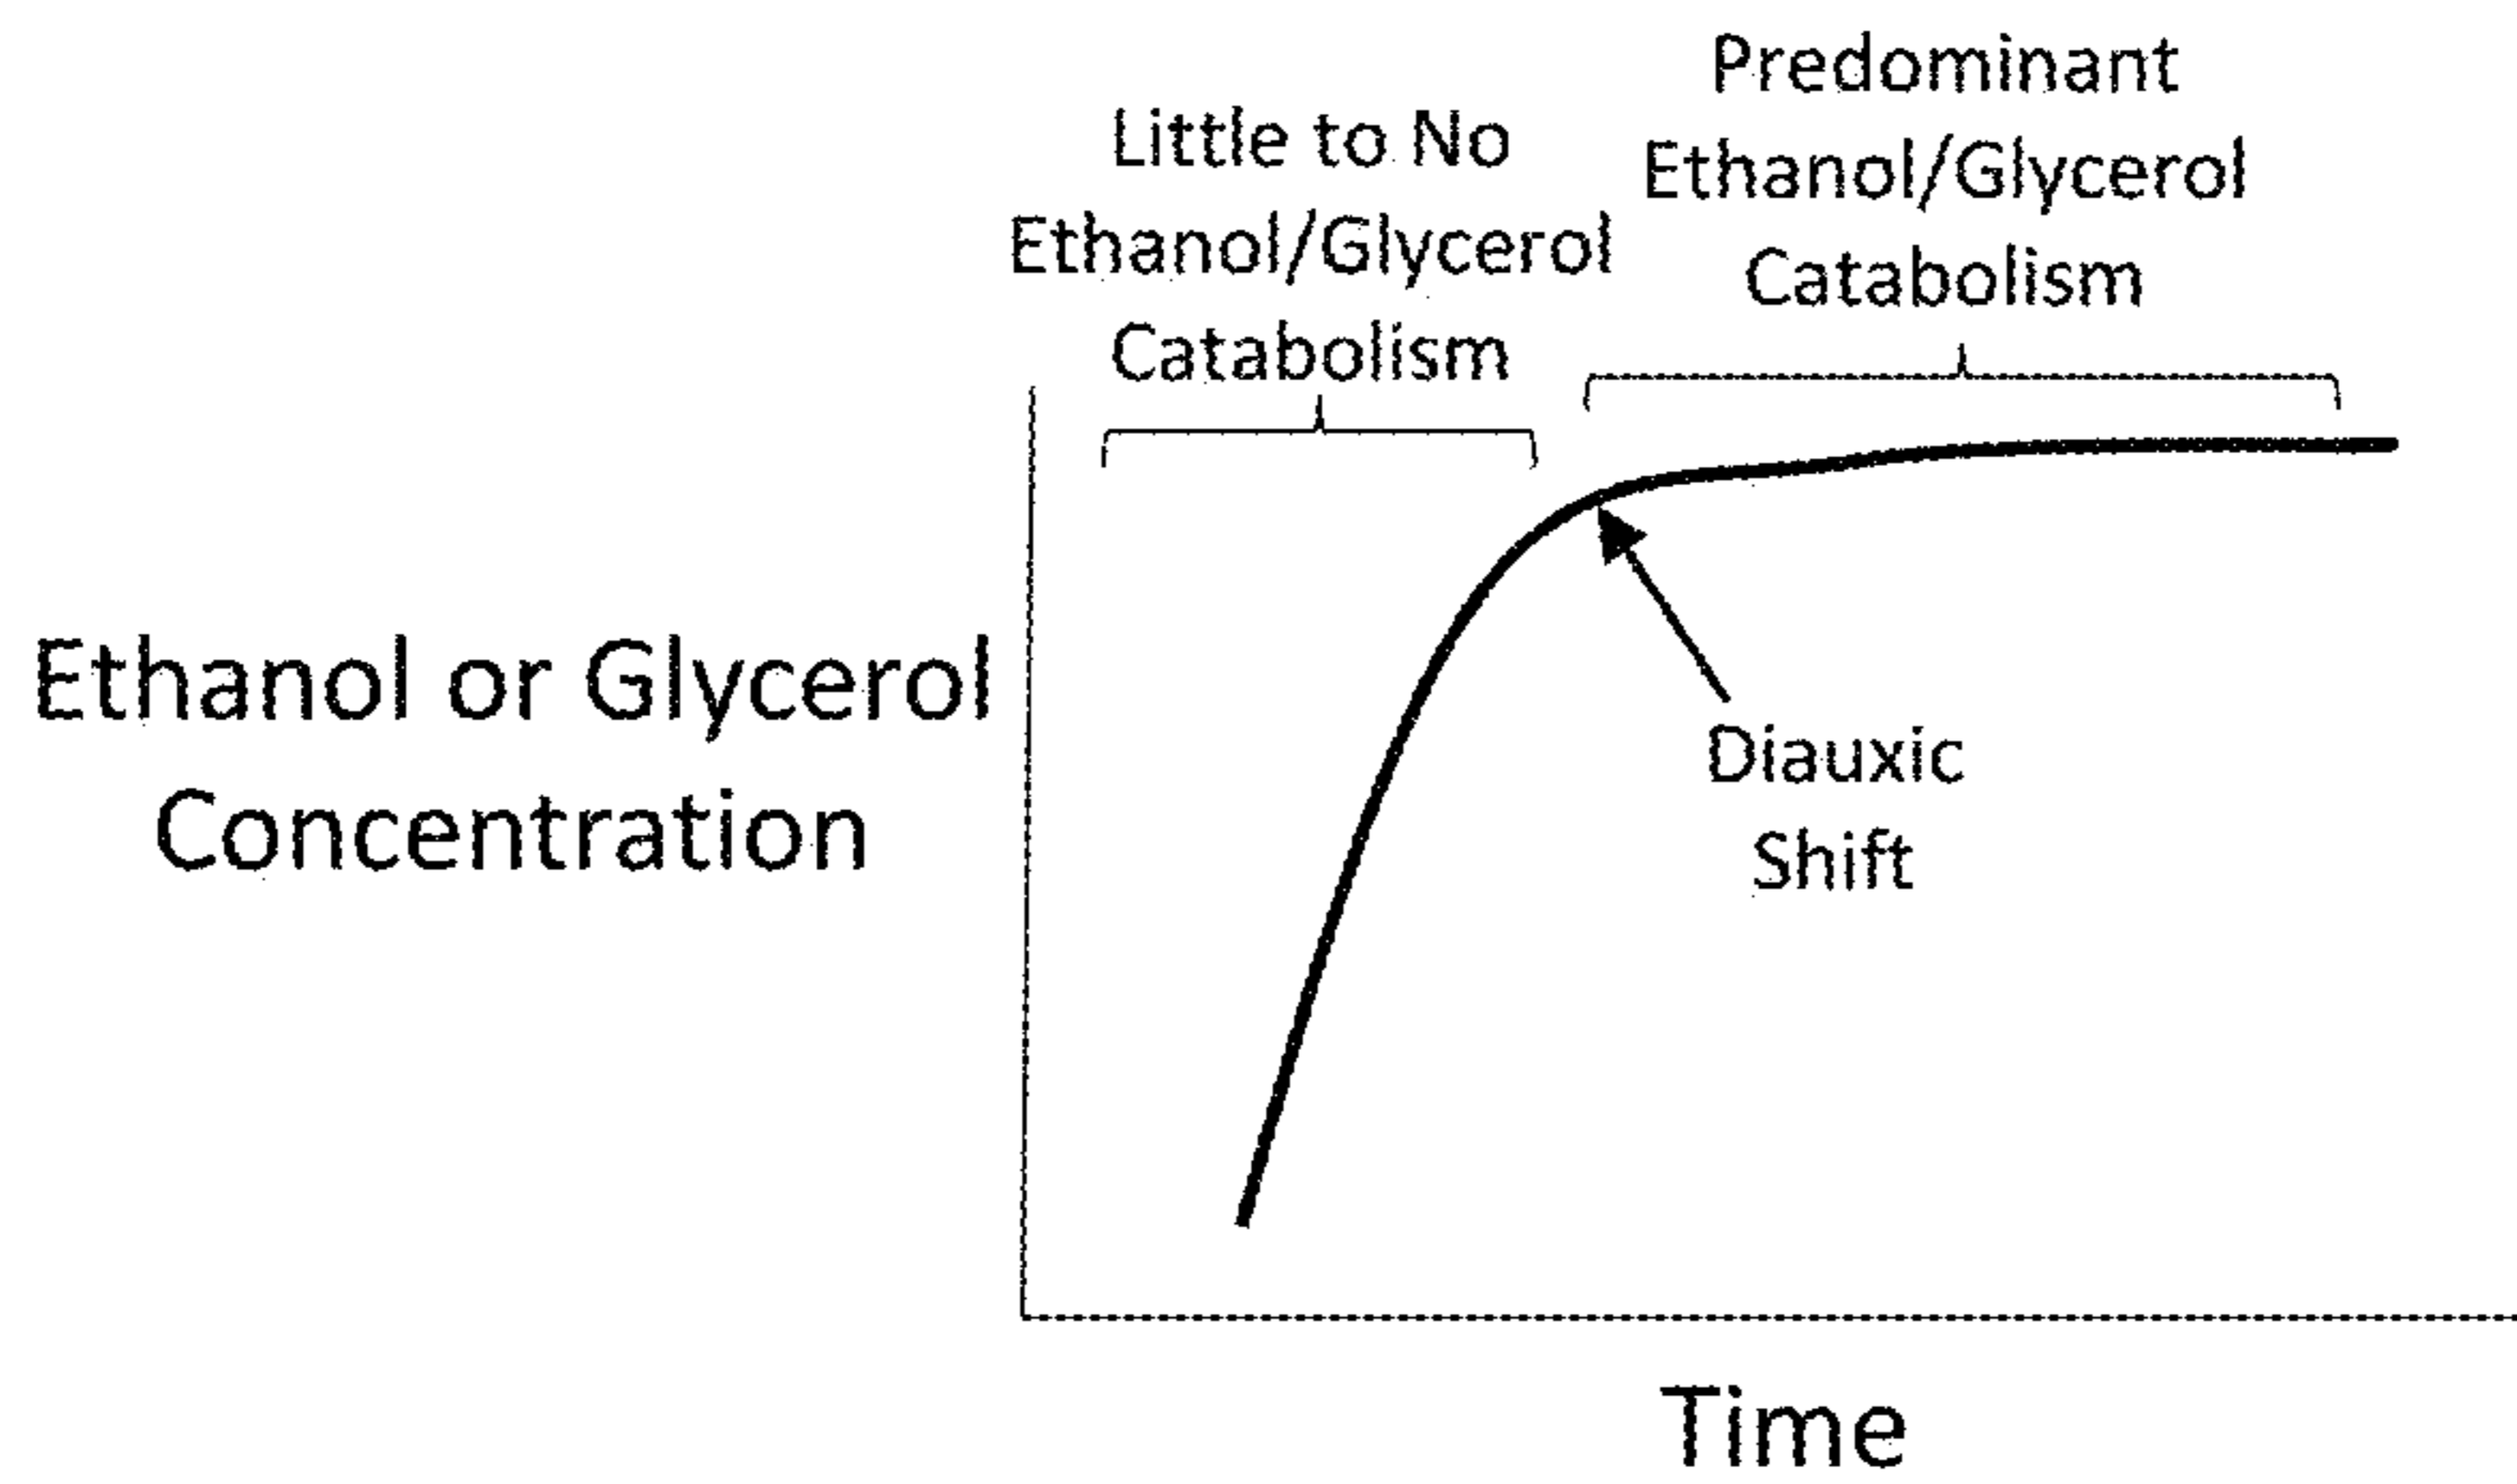 Predominant
Ethanol/Glycerol
Catabolism
Little to No
Ethanol/Glycerol
Catabolism
Ethanol or Glycerol
Concentration
Diauxic
Shift
Time